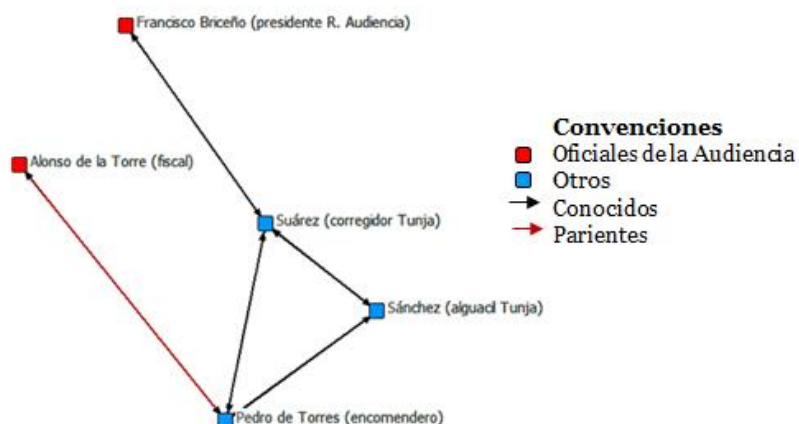 Francisco Briceño (presidente R. Audiencia)
Alonso de la Torre (fiscal)
Suárez (corregidor Tunja)
Sánchez (alguacil Tunja)
Pedro de Torres (encomendero)
Convenciones
Oficiales de la Audiencia
Otros
Conocidos
Parientes